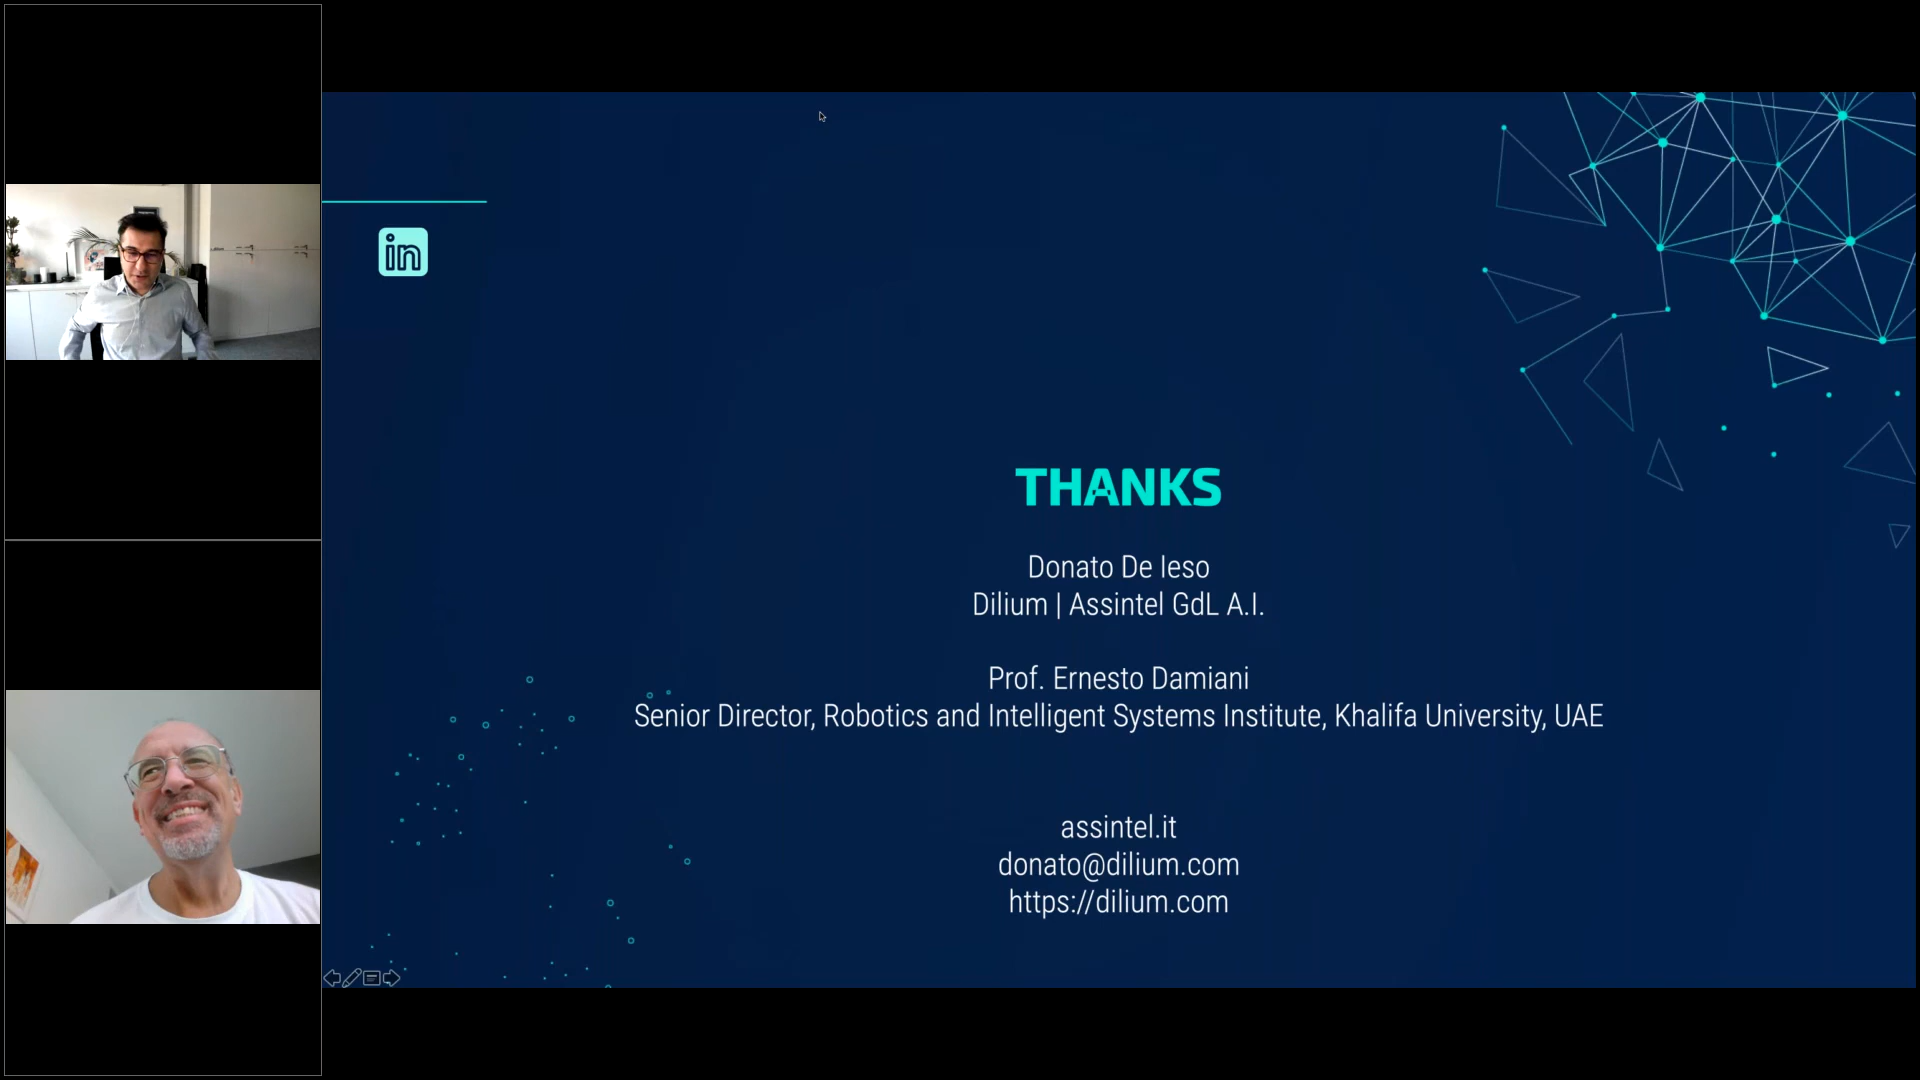 in
THANKS
Donato De Ieso
Dilium | Assintel GdL A.I.
Prof. Ernesto Damiani
Senior Director, Robotics and Intelligent Systems Institute, Khalifa University, UAE
assintel.it
donato@dilium.com
https://dilium.com